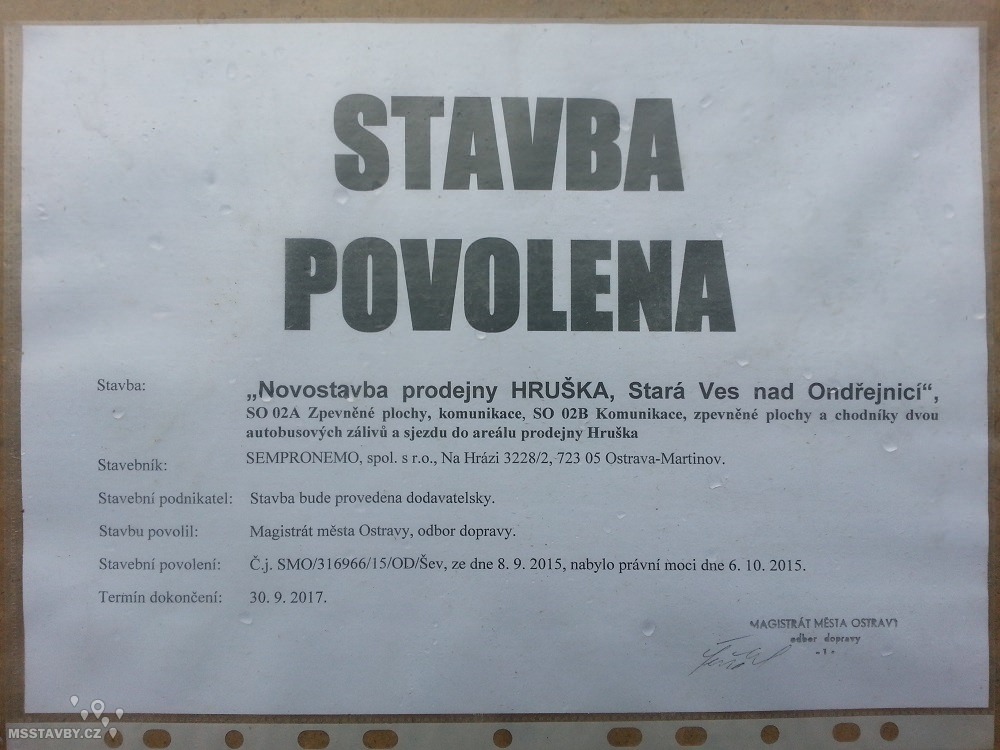 STAVBA
POVOLENA
Stavba: „Novostavba prodejny HRUŠKA, Stará Ves nad Ondřejnicí“,
SO 02A Zpevněné plochy, komunikace, SO 02B Komunikace, zpevněné plochy a chodníky dvou
autobusových zálivů a sjezdu do areálu prodejny Hruška
Stavebník: SEMPRONEMO, spol. s r.o., Na Hrázi 3228/2, 723 05 Ostrava-Martinov.
Stavební podnikatel: Stavba bude provedena dodavatelsky.
Stavbu povolil: Magistrát města Ostravy, odbor dopravy.
Stavební povolení: Č.j. SMO/316966/15/OD/Šev, ze dne 8. 9. 2015, nabylo právní moci dne 6. 10. 2015.
Termín dokončení: 30. 9. 2017.
MAGISTRÁT MĚSTA OSTRAVY
odbor dopravy
- 1 -
MSSTAVBY.CZ